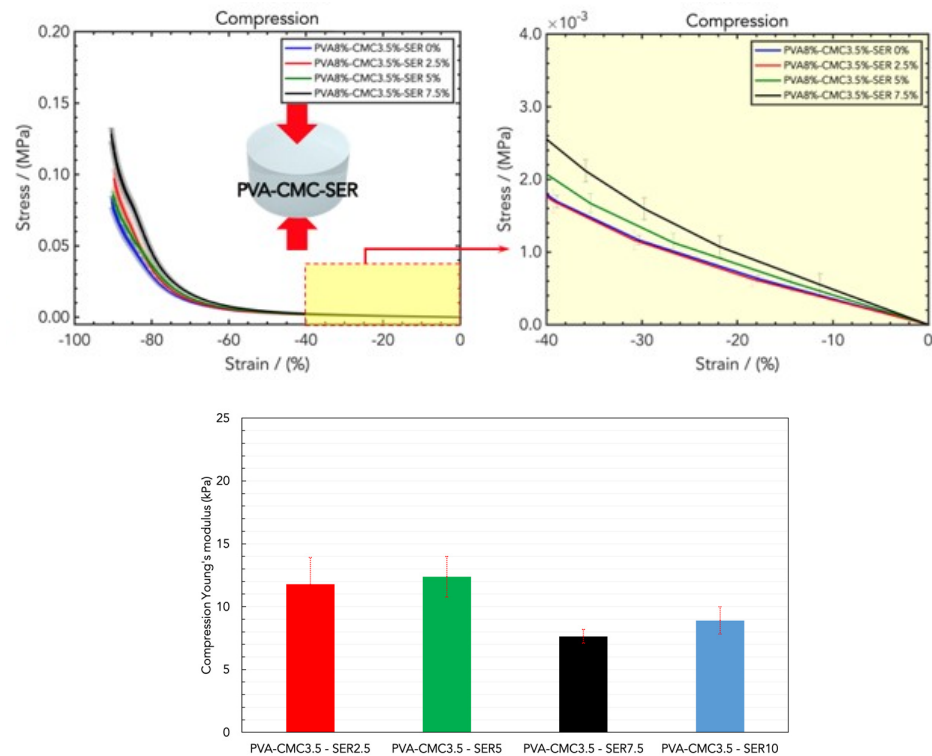 Compression
0.20
0.15
0.10
0.05
0.00
Stress / (MPa)
PVA8%-CMC3.5%-SER 0%
PVA8%-CMC3.5%-SER 2.5%
PVA8%-CMC3.5%-SER 5%
PVA8%-CMC3.5%-SER 7.5%
PVA-CMC-SER
-100 -80 -60 -40 -20 0
Strain / (%)
Compression
×10⁻³
4.0
3.0
2.0
1.0
0.0
Stress / (MPa)
PVA8%-CMC3.5%-SER 0%
PVA8%-CMC3.5%-SER 2.5%
PVA8%-CMC3.5%-SER 5%
PVA8%-CMC3.5%-SER 7.5%
-40 -30 -20 -10 0
Strain / (%)
25
20
15
10
5
0
Compression Young's modulus (kPa)
PVA-CMC3.5 - SER2.5 PVA-CMC3.5 - SER5 PVA-CMC3.5 - SER7.5 PVA-CMC3.5 - SER10